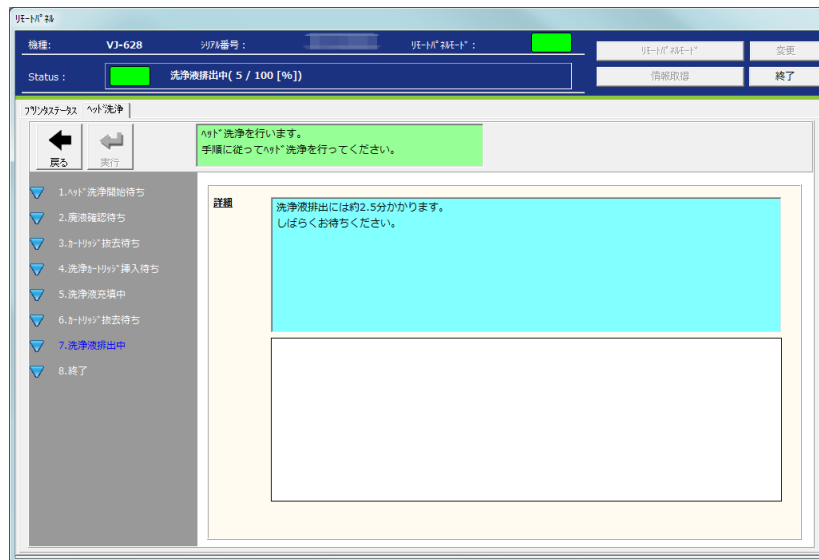 ﾘﾓｰﾄﾊﾟﾈﾙ
機種: VJ-628 ｼﾘｱﾙ番号 : ﾘﾓｰﾄﾊﾟﾈﾙﾓｰﾄﾞ :
ﾘﾓｰﾄﾊﾟﾈﾙﾓｰﾄﾞ 変更
Status : 洗浄液排出中( 5 / 100 [%])
情報取得 終了
ﾌﾟﾘﾝﾀｽﾃｰﾀｽ ﾍｯﾄﾞ洗浄
戻る 実行
ﾍｯﾄﾞ洗浄を行います。
手順に従ってﾍｯﾄﾞ洗浄を行ってください。
1.ﾍｯﾄﾞ洗浄開始待ち
2.廃液確認待ち
3.ｶｰﾄﾘｯｼﾞ抜去待ち
4.洗浄ｶｰﾄﾘｯｼﾞ挿入待ち
5.洗浄液充填中
6.ｶｰﾄﾘｯｼﾞ抜去待ち
7.洗浄液排出中
8.終了
詳細
洗浄液排出には約2.5分かかります。
しばらくお待ちください。